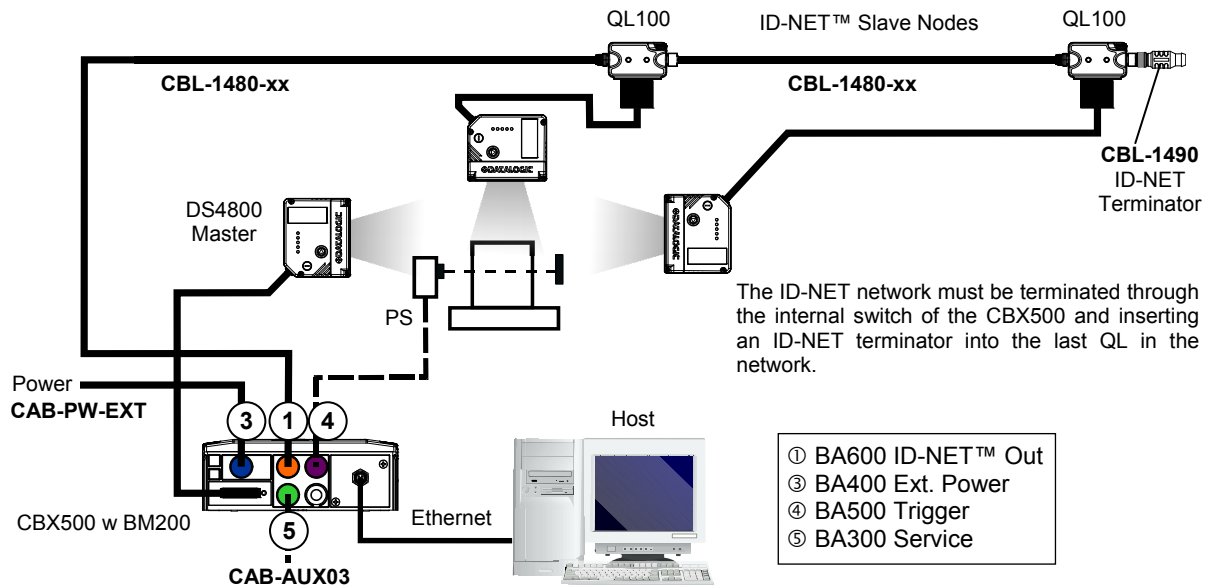 QL100
ID-NET™ Slave Nodes
QL100
CBL-1480-xx
CBL-1480-xx
CBL-1490
ID-NET
Terminator
DATALOGIC
DS4800
Master
DATALOGIC
DATALOGIC
PS
The ID-NET network must be terminated through
the internal switch of the CBX500 and inserting
an ID-NET terminator into the last QL in the
network.
Power
CAB-PW-EXT
3
1
4
Host
CBX500 w BM200
5
Ethernet
CAB-AUX03
① BA600 ID-NET™ Out
③ BA400 Ext. Power
④ BA500 Trigger
⑤ BA300 Service